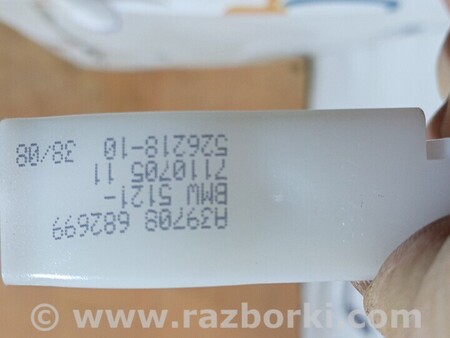 A39708 682699
BMW 5121-
7110705 11
526218-10
38/08
© www.razborki.com